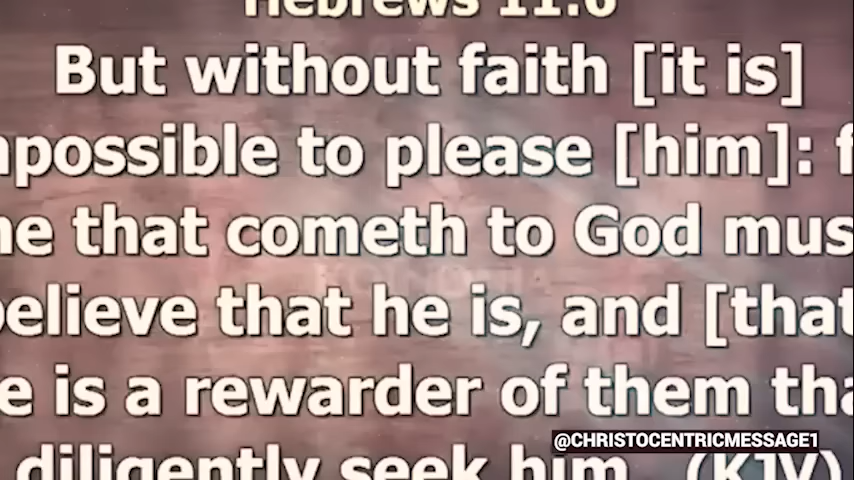 Hebrews 11:6
But without faith [it is]
mpossible to please [him]: f
he that cometh to God mus
believe that he is, and [that
e is a rewarder of them tha
diligently seek him. (KJV)
@CHRISTOCENTRICMESSAGE1